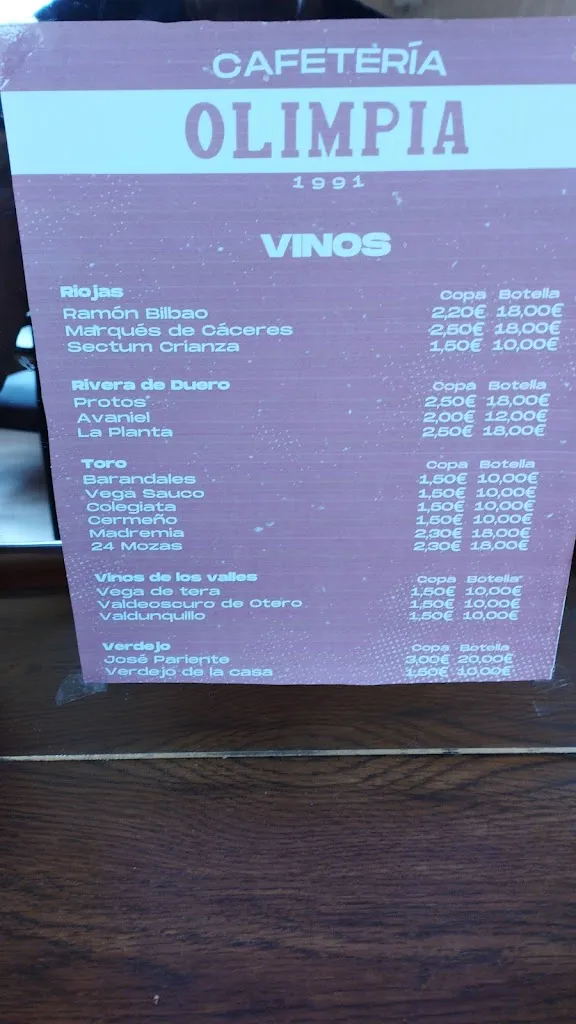 CAFETERÍA
OLIMPIA
1991
VINOS
Riojas Copa Botella
Ramón Bilbao 2,20€ 18,00€
Marqués de Cáceres 2,50€ 18,00€
Sectum Crianza 1,50€ 10,00€
Rivera de Duero Copa Botella
Protos 2,50€ 18,00€
Avaniel 2,00€ 12,00€
La Planta 2,50€ 18,00€
Toro Copa Botella
Barandales 1,50€ 10,00€
Vega Sauco 1,50€ 10,00€
Colegiata 1,50€ 10,00€
Cermeño 1,50€ 10,00€
Madremia 2,30€ 18,00€
24 Mozas 2,30€ 18,00€
Vinos de los valles Copa Botella
Vega de tera 1,50€ 10,00€
Valdeoscuro de Otero 1,50€ 10,00€
Valdunquillo 1,50€ 10,00€
Verdejo Copa Botella
José Pariente 3,00€ 20,00€
Verdejo de la casa 1,50€ 10,00€